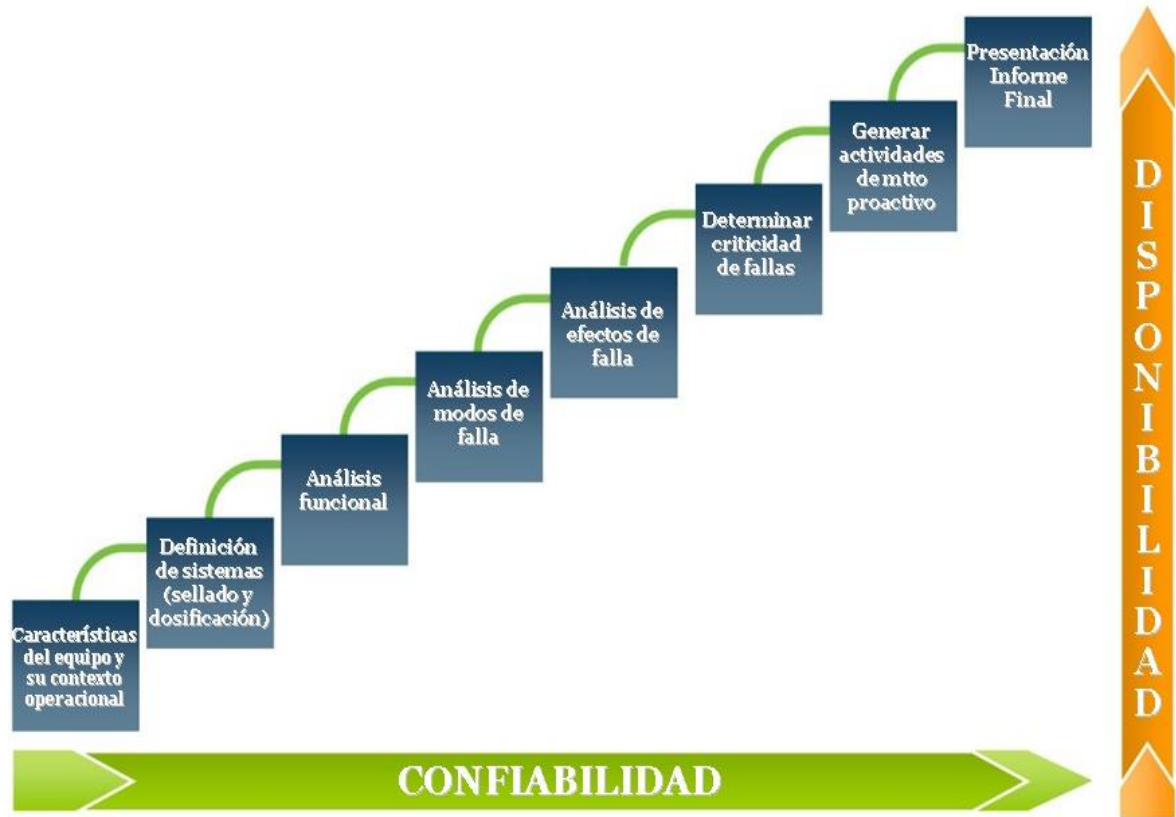 Presentación
Informe
Final
Generar
actividades
de mtto
proactivo
Determinar
criticidad
de fallas
Análisis de
efectos de
falla
Análisis de
modos de
falla
Análisis
funcional
Definición
de sistemas
(sellado y
dosificación)
Características
del equipo y
su contexto
operacional
CONFIABILIDAD
DISPONIBILIDAD